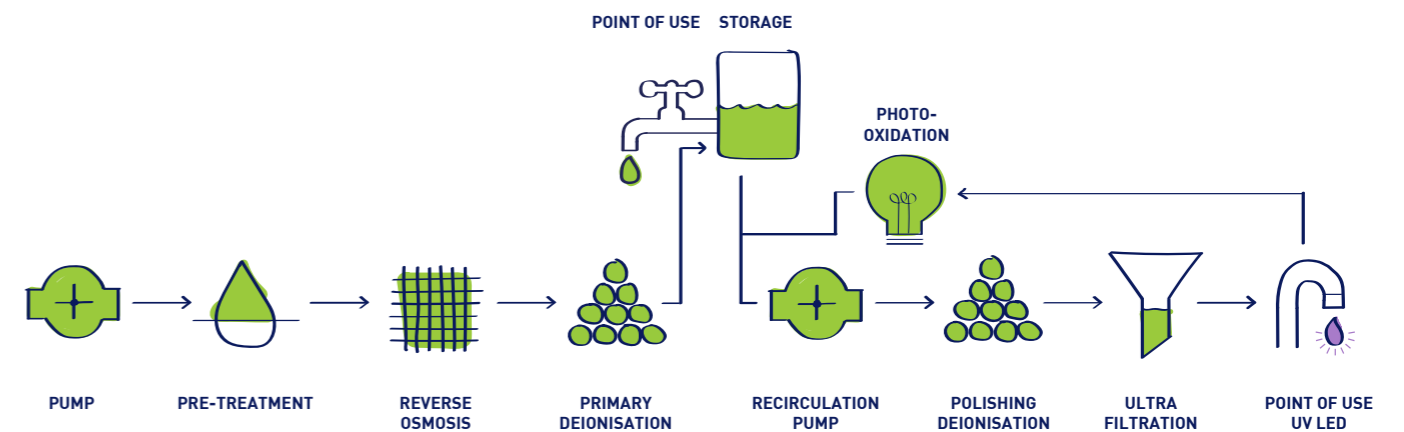 POINT OF USE STORAGE
PHOTO-
OXIDATION
PUMP
PRE-TREATMENT
REVERSE
OSMOSIS
PRIMARY
DEIONISATION
RECIRCULATION
PUMP
POLISHING
DEIONISATION
ULTRA
FILTRATION
POINT OF USE
UV LED